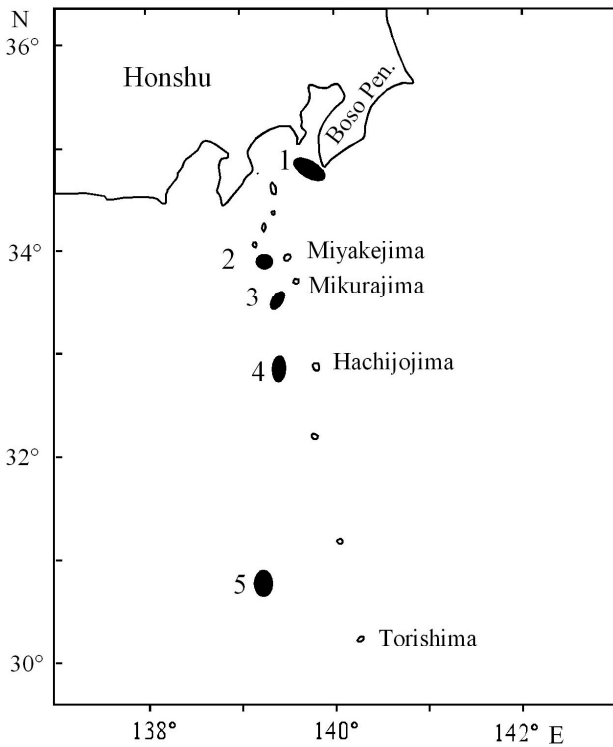 N
36°
Honshu
Boso Pen.
1
34°
2
Miyakejima
3
Mikurajima
4
Hachijojima
32°
5
Torishima
30°
138°
140°
142°
E